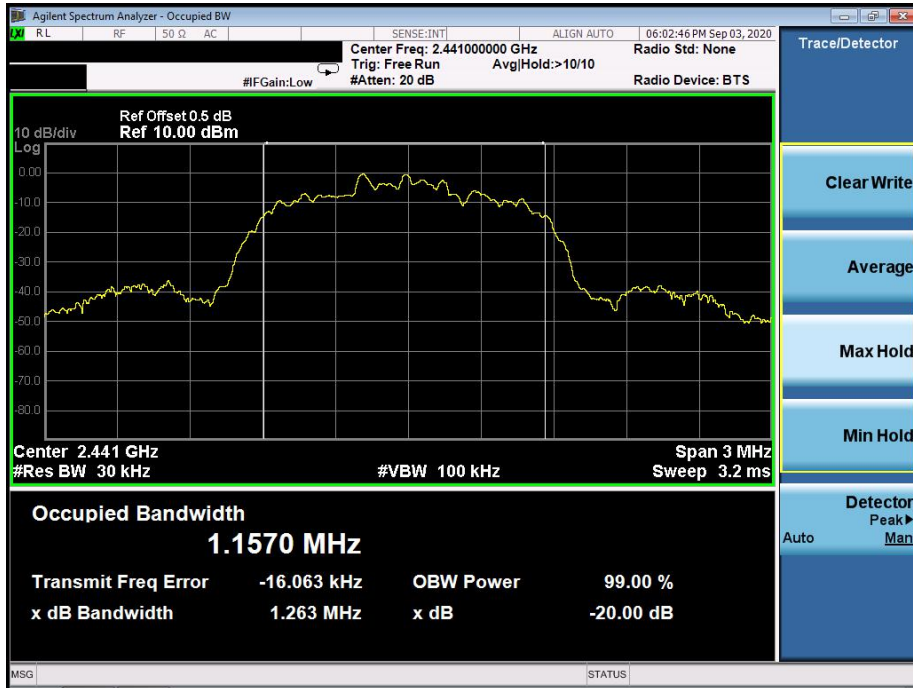 Agilent Spectrum Analyzer - Occupied BW
LXI RL RF 50 Ω AC SENSE:INT ALIGN AUTO 06:02:46 PM Sep 03, 2020
Center Freq: 2.441000000 GHz Radio Std: None
Trig: Free Run Avg|Hold:>10/10
#IFGain:Low #Atten: 20 dB Radio Device: BTS
Ref Offset 0.5 dB
10 dB/div Ref 10.00 dBm
Log
0.00
-10.0
-20.0
-30.0
-40.0
-50.0
-60.0
-70.0
-80.0
Center 2.441 GHz Span 3 MHz
#Res BW 30 kHz #VBW 100 kHz Sweep 3.2 ms
Occupied Bandwidth
1.1570 MHz
Transmit Freq Error -16.063 kHz OBW Power 99.00 %
x dB Bandwidth 1.263 MHz x dB -20.00 dB
MSG STATUS
Trace/Detector
Clear Write
Average
Max Hold
Min Hold
Detector
Peak▶
Auto Man